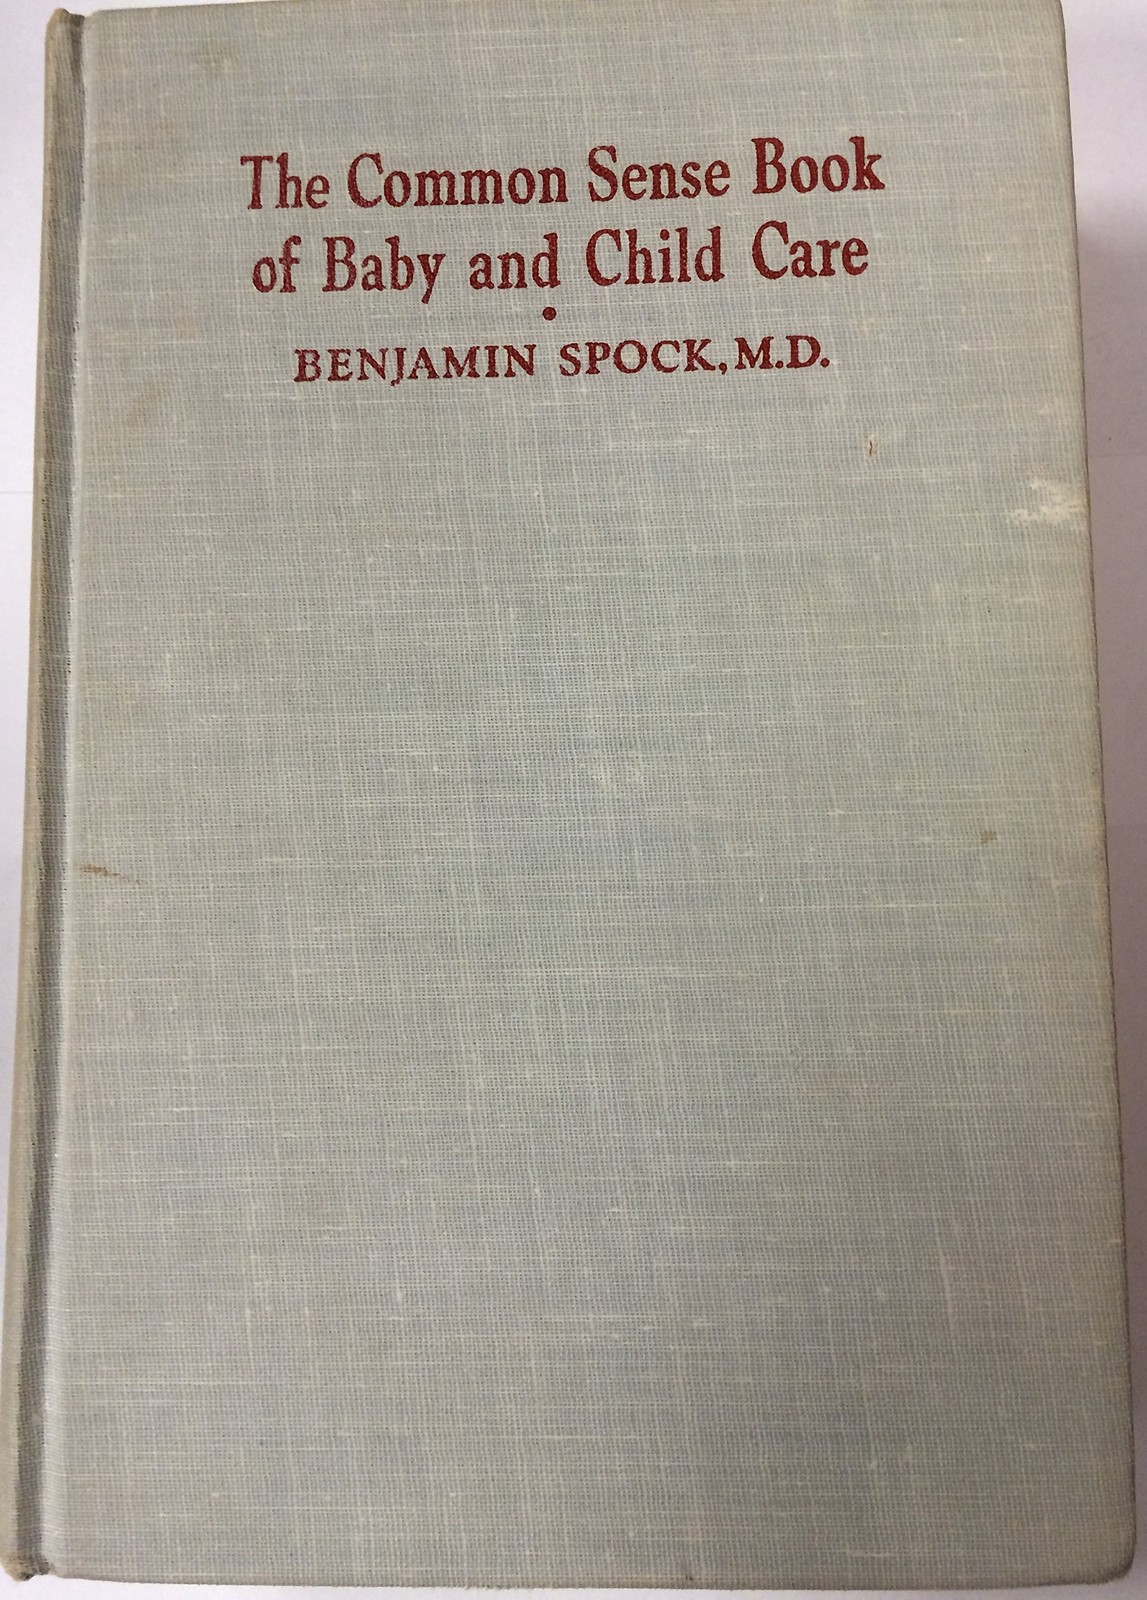 The Common Sense Book
of Baby and Child Care
•
BENJAMIN SPOCK, M.D.